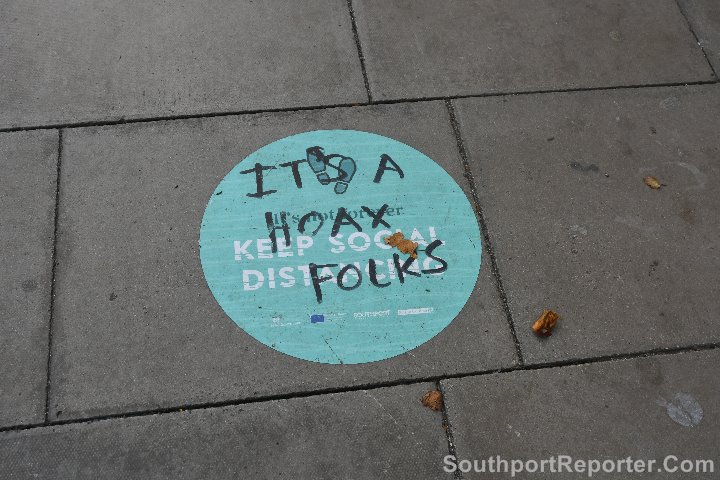 IT'S A
It's not over
HOAX
KEEP SOCIAL
DISTANCING
FOLKS
SOUTHPORT
SouthportReporter.Com